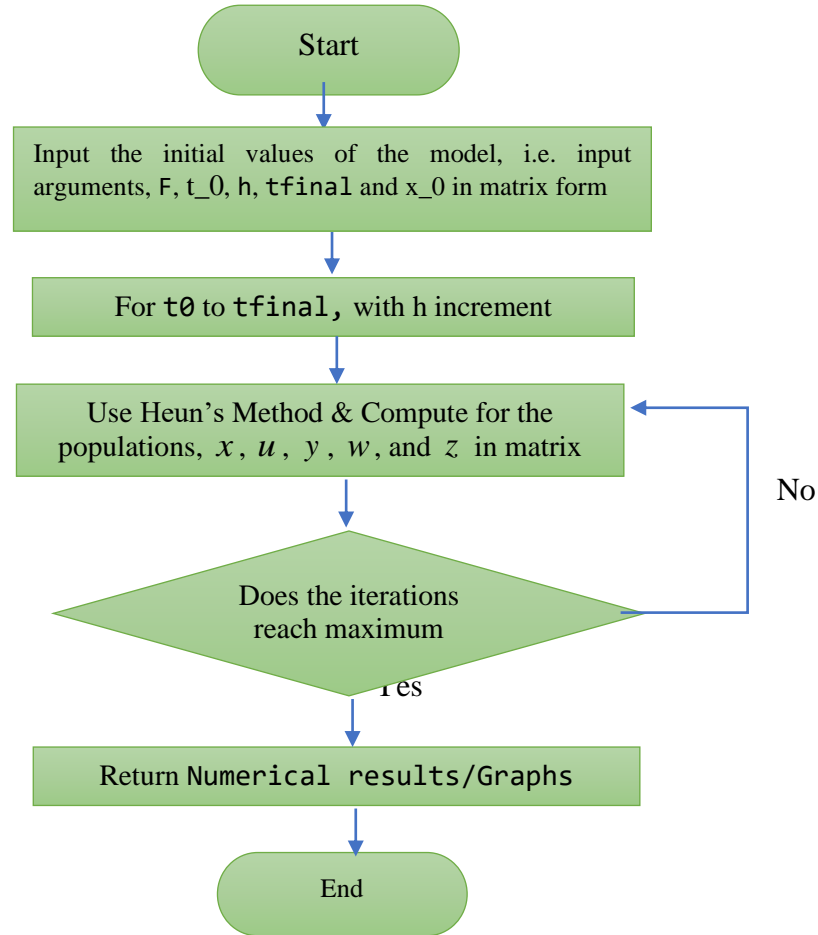 Start
Input the initial values of the model, i.e. input
arguments, F, t_0, h, tfinal and x_0 in matrix form
For t0 to tfinal, with h increment
Use Heun's Method & Compute for the
populations, x, u, y, w, and z in matrix
No
Does the iterations
reach maximum
Yes
Return Numerical results/Graphs
End